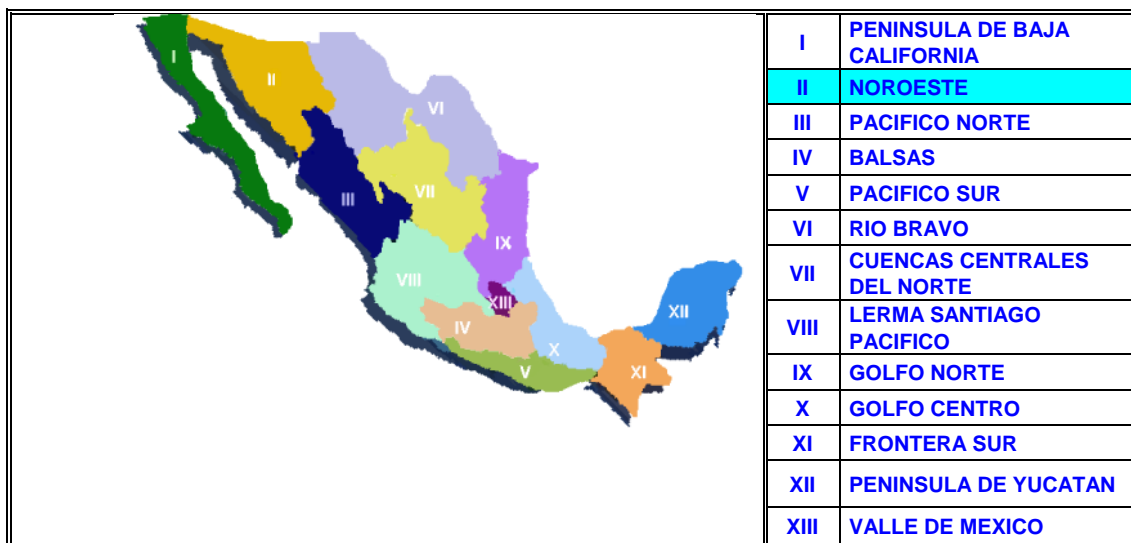 I
II
VI
III
VII
IX
VIII
XIII
XII
IV
X
V
XI
I PENINSULA DE BAJA
CALIFORNIA
II NOROESTE
III PACIFICO NORTE
IV BALSAS
V PACIFICO SUR
VI RIO BRAVO
VII CUENCAS CENTRALES
DEL NORTE
VIII LERMA SANTIAGO
PACIFICO
IX GOLFO NORTE
X GOLFO CENTRO
XI FRONTERA SUR
XII PENINSULA DE YUCATAN
XIII VALLE DE MEXICO